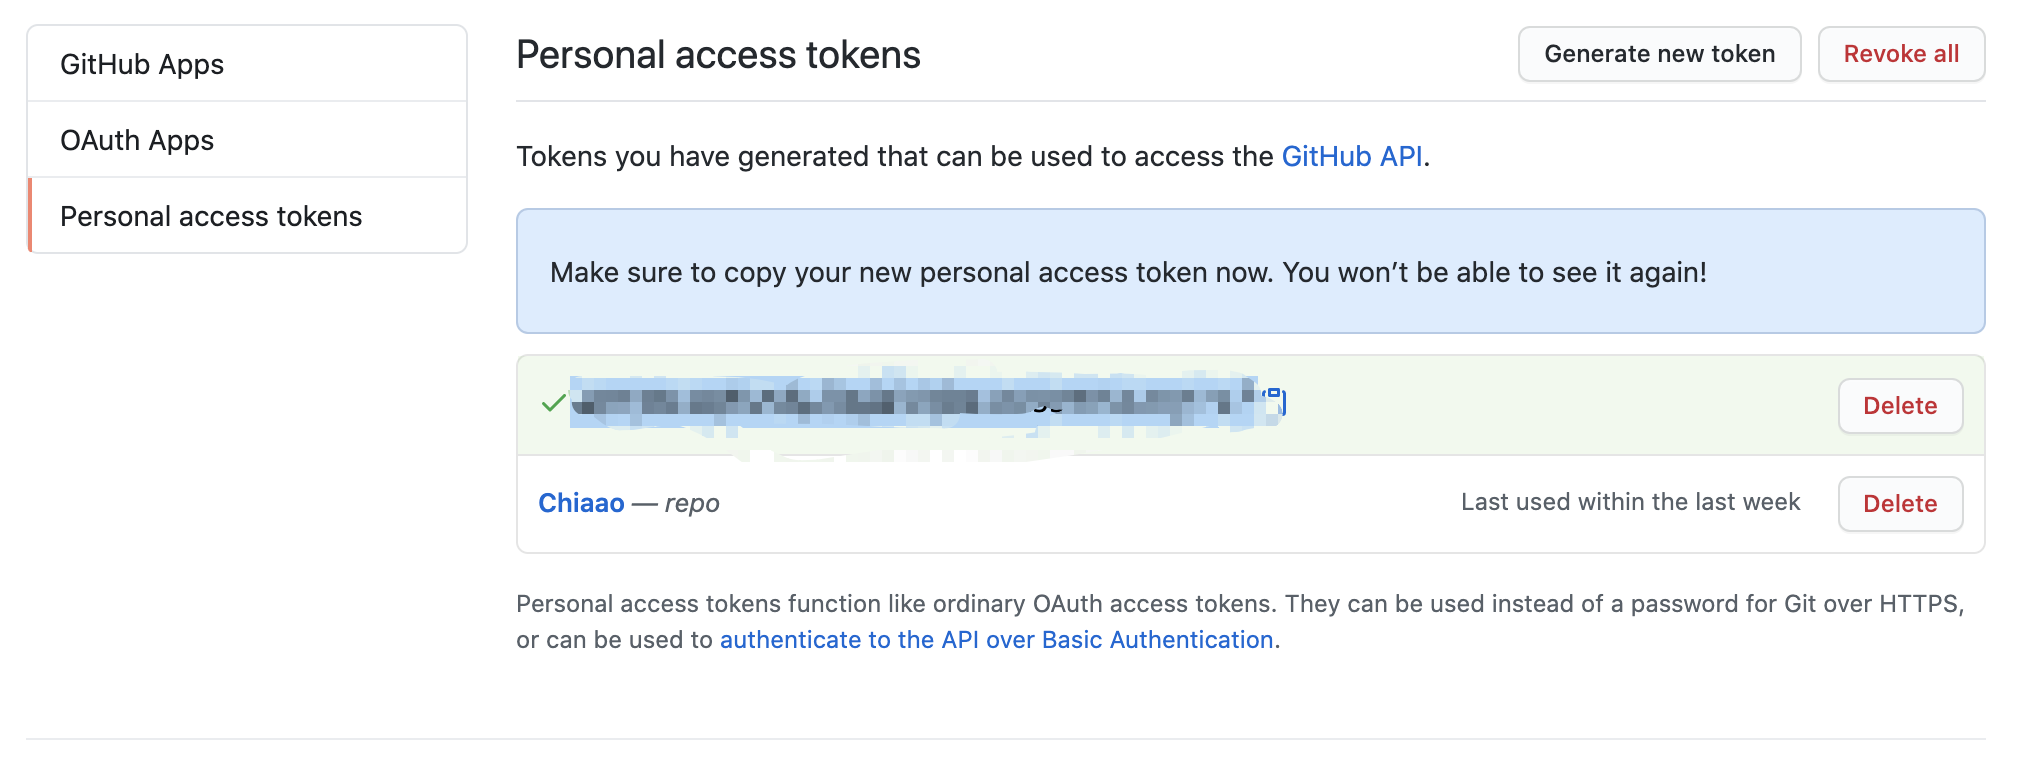 GitHub Apps
OAuth Apps
Personal access tokens
Personal access tokens
Generate new token
Revoke all
Tokens you have generated that can be used to access the GitHub API.
Make sure to copy your new personal access token now. You won’t be able to see it again!
Delete
Chiaao — repo
Last used within the last week
Delete
Personal access tokens function like ordinary OAuth access tokens. They can be used instead of a password for Git over HTTPS,
or can be used to authenticate to the API over Basic Authentication.